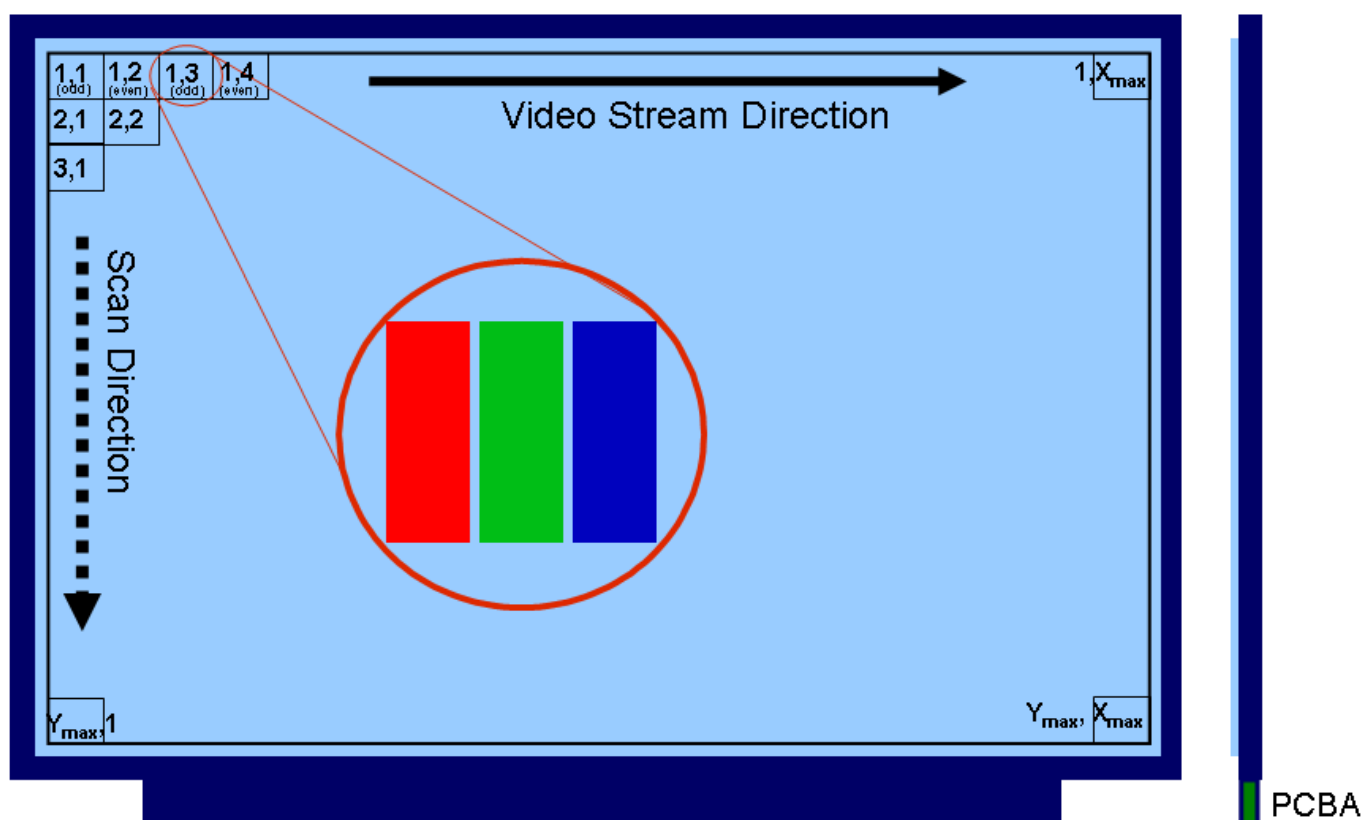 1,1 1,2 1,3 1,4 1,Xmax
(odd) (even) (odd) (even)
Video Stream Direction
2,1 2,2
3,1
Scan Direction
Ymax,1 Ymax, Xmax
PCBA